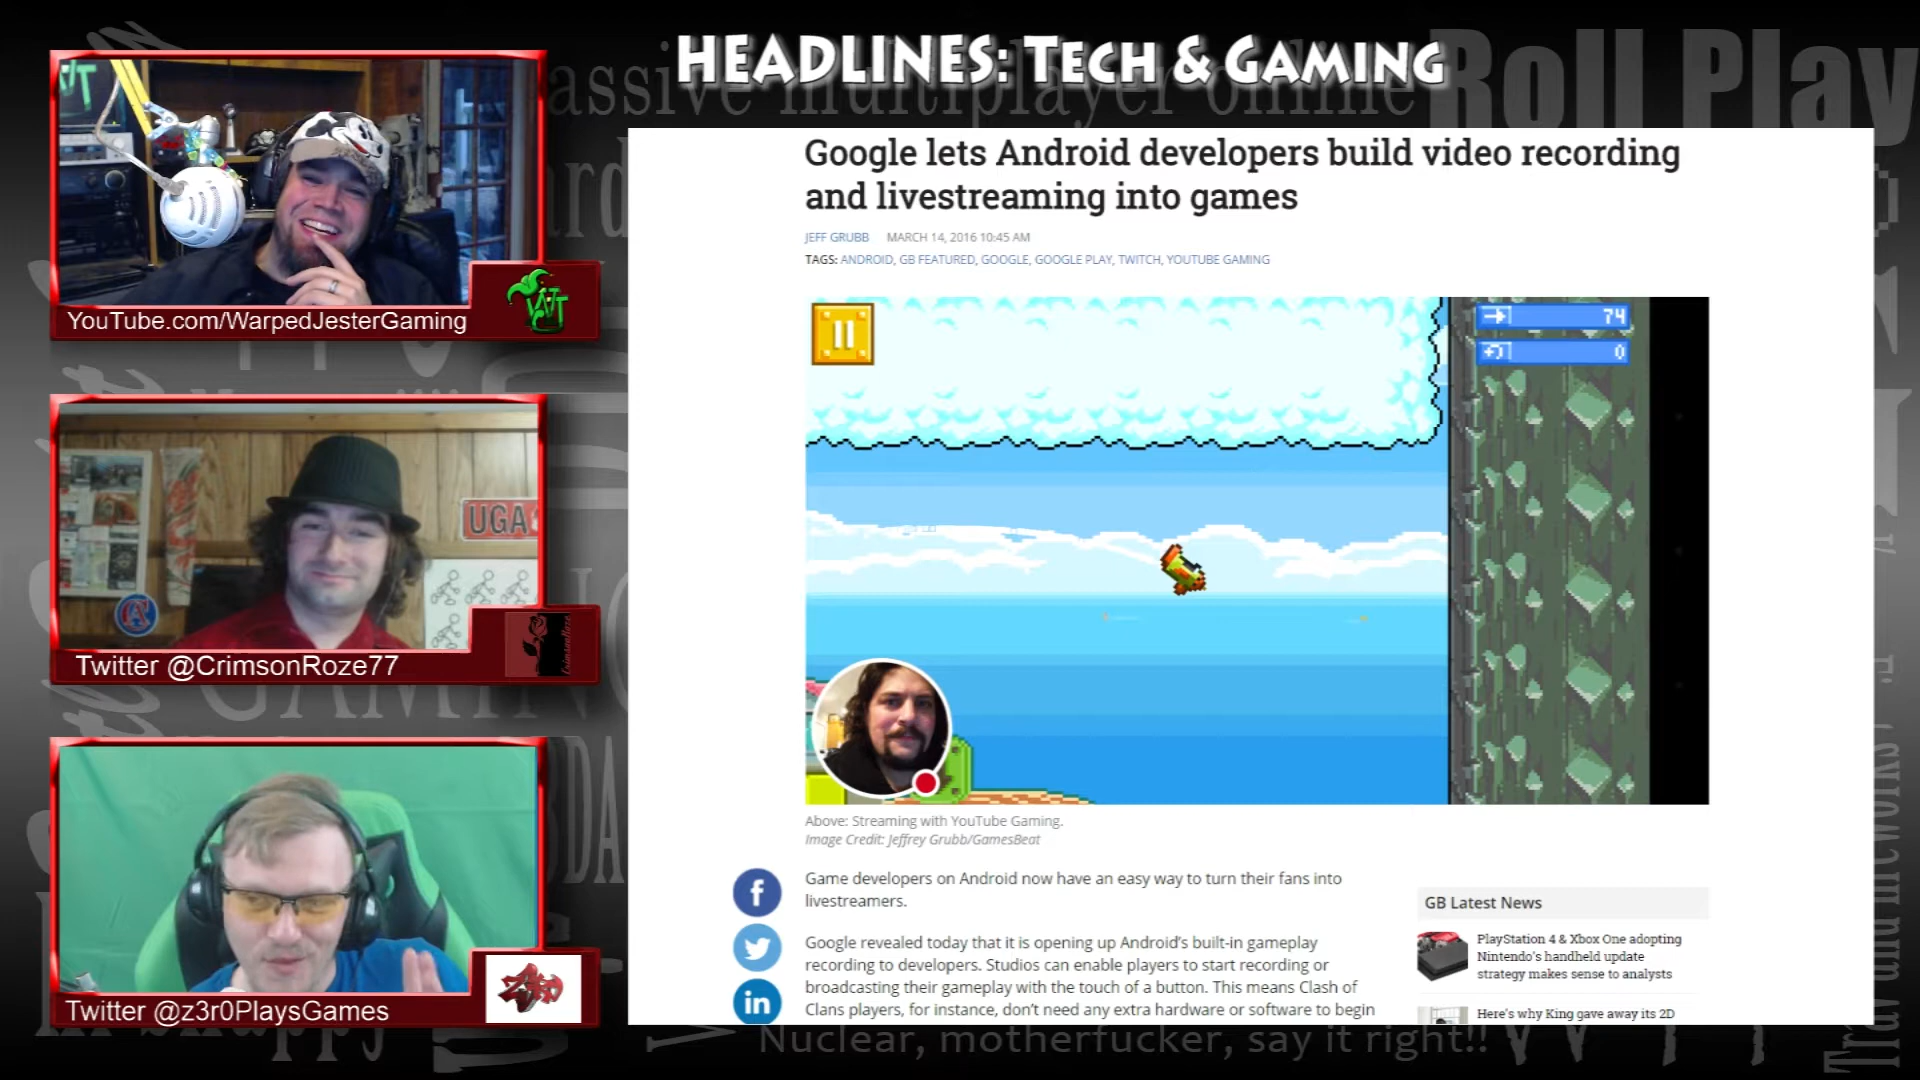 HEADLINES: TECH & GAMING
assive multiplayer online
Roll Play
YouTube.com/WarpedJesterGaming
UGA
Twitter @CrimsonRoze77
Twitter @z3r0PlaysGames
Google lets Android developers build video recording
and livestreaming into games
JEFF GRUBB MARCH 14, 2016 10:45 AM
TAGS: ANDROID, GB FEATURED, GOOGLE, GOOGLE PLAY, TWITCH, YOUTUBE GAMING
74
0
Above: Streaming with YouTube Gaming.
Image Credit: Jeffrey Grubb/GamesBeat
f
in
Game developers on Android now have an easy way to turn their fans into
livestreamers.
Google revealed today that it is opening up Android's built-in gameplay
recording to developers. Studios can enable players to start recording or
broadcasting their gameplay with the touch of a button. This means Clash of
Clans players, for instance, don't need any extra hardware or software to begin
GB Latest News
PlayStation 4 & Xbox One adopting
Nintendo's handheld update
strategy makes sense to analysts
Here's why King gave away its 2D
Nuclear, motherfucker, say it right!!